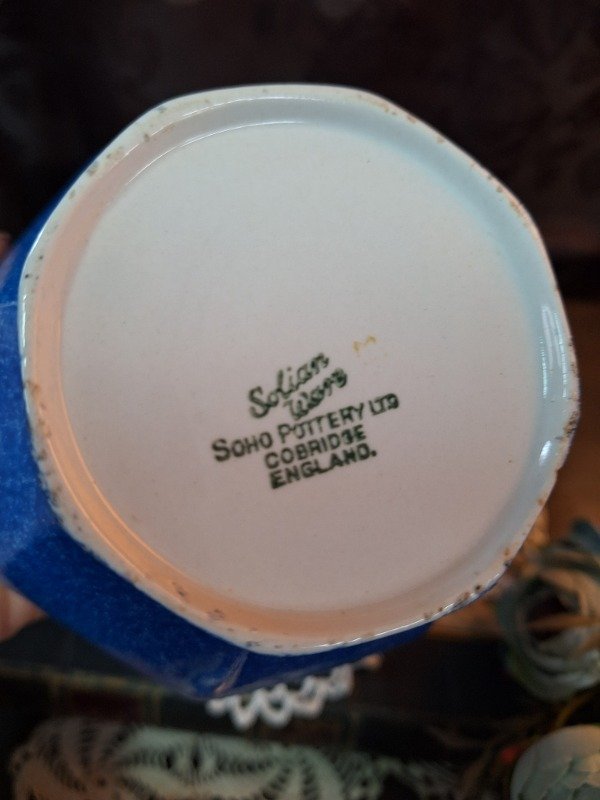 M
Solian
Ware
SOHO POTTERY LTD
COBRIDGE
ENGLAND.